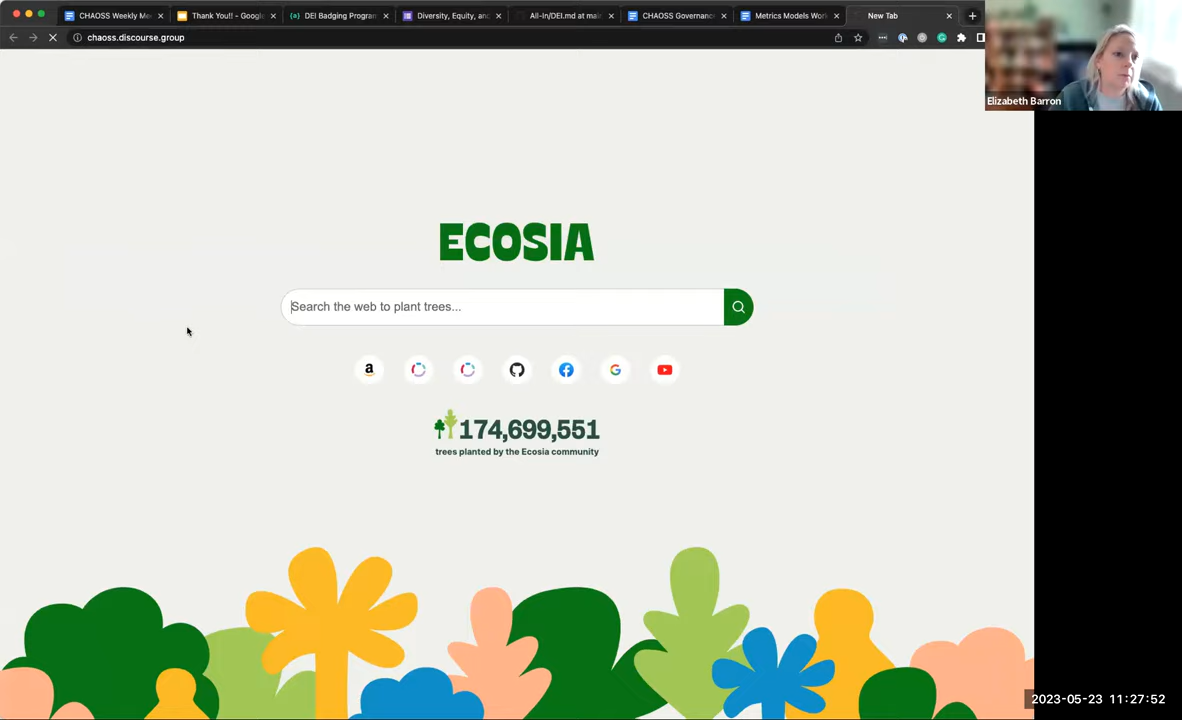 CHAOSS Weekly Me
Thank You!! - Googl
DEI Badging Program
Diversity, Equity, an
All-In/DEI.md at mai
CHAOSS Governanc
Metrics Models Wor
New Tab
chaoss.discourse.group
Elizabeth Barron
ECOSIA
Search the web to plant trees...
174,699,551
trees planted by the Ecosia community
2023-05-23 11:27:52